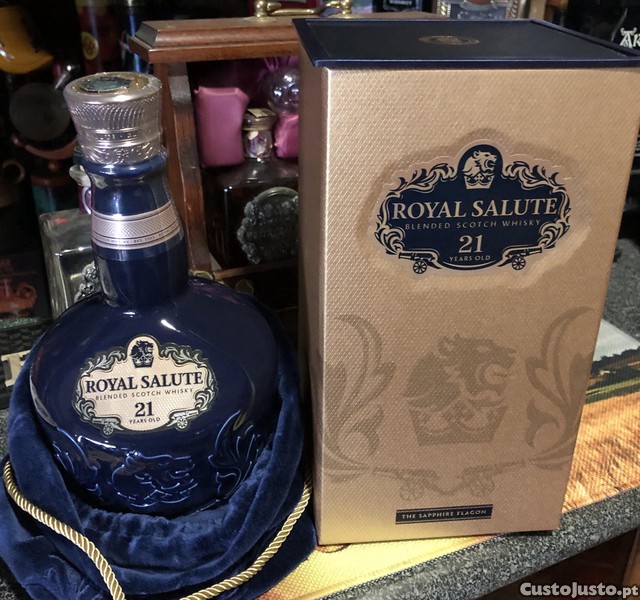 ROYAL SALUTE
BLENDED SCOTCH WHISKY
21
YEARS OLD
ROYAL SALUTE
BLENDED SCOTCH WHISKY
21
YEARS OLD
THE SAPPHIRE FLAGON
CustoJusto.pt